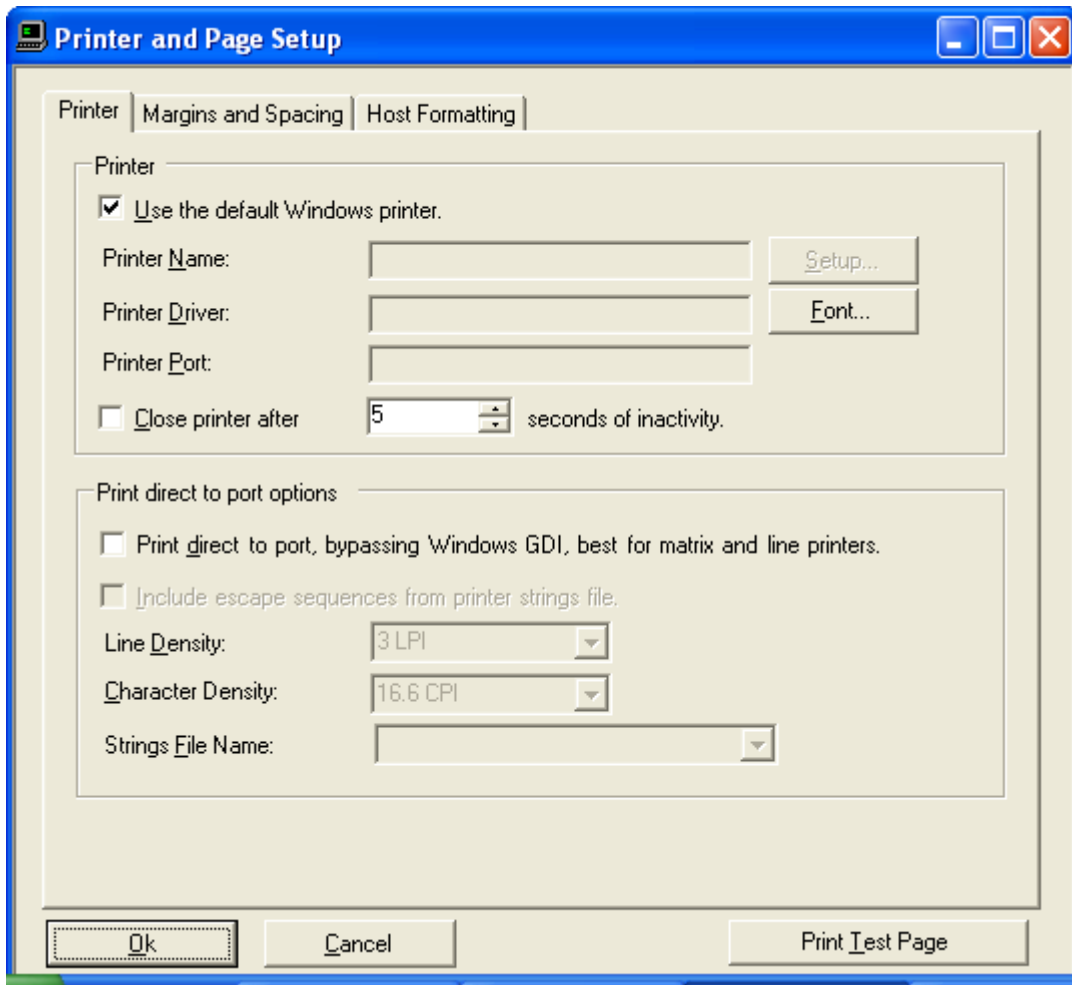 Printer and Page Setup
Printer Margins and Spacing Host Formatting
Printer
Use the default Windows printer.
Printer Name: Setup...
Printer Driver: Font...
Printer Port:
Close printer after 5 seconds of inactivity.
Print direct to port options
Print direct to port, bypassing Windows GDI, best for matrix and line printers.
Include escape sequences from printer strings file.
Line Density: 3 LPI
Character Density: 16.6 CPI
Strings File Name:
Ok Cancel Print Test Page